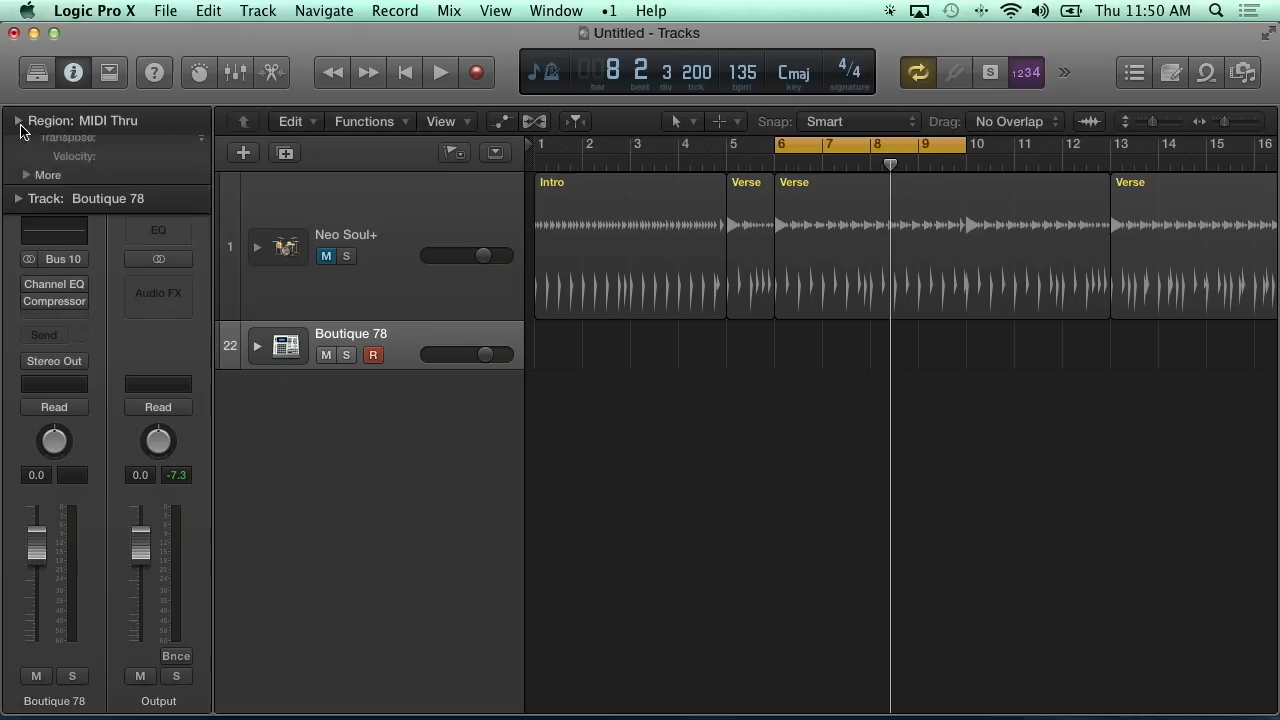 Logic Pro X File Edit Track Navigate Record Mix View Window •1 Help Thu 11:50 AM
Untitled - Tracks
8 2 3 200 135 Cmaj 4/4
bar beat div tick bpm key signature
S 1234
Region: MIDI Thru
Edit Functions View Snap: Smart Drag: No Overlap
Transpose:
Velocity:
More
Track: Boutique 78
1 2 3 4 5 6 7 8 9 10 11 12 13 14 15 16
Intro Verse Verse Verse
1 Neo Soul+
M S
22 Boutique 78
M S R
EQ
Bus 10
Channel EQ
Compressor
Audio FX
Send
Stereo Out
Read Read
0.0 0.0 -7.3
Bnce
M S M S
Boutique 78 Output